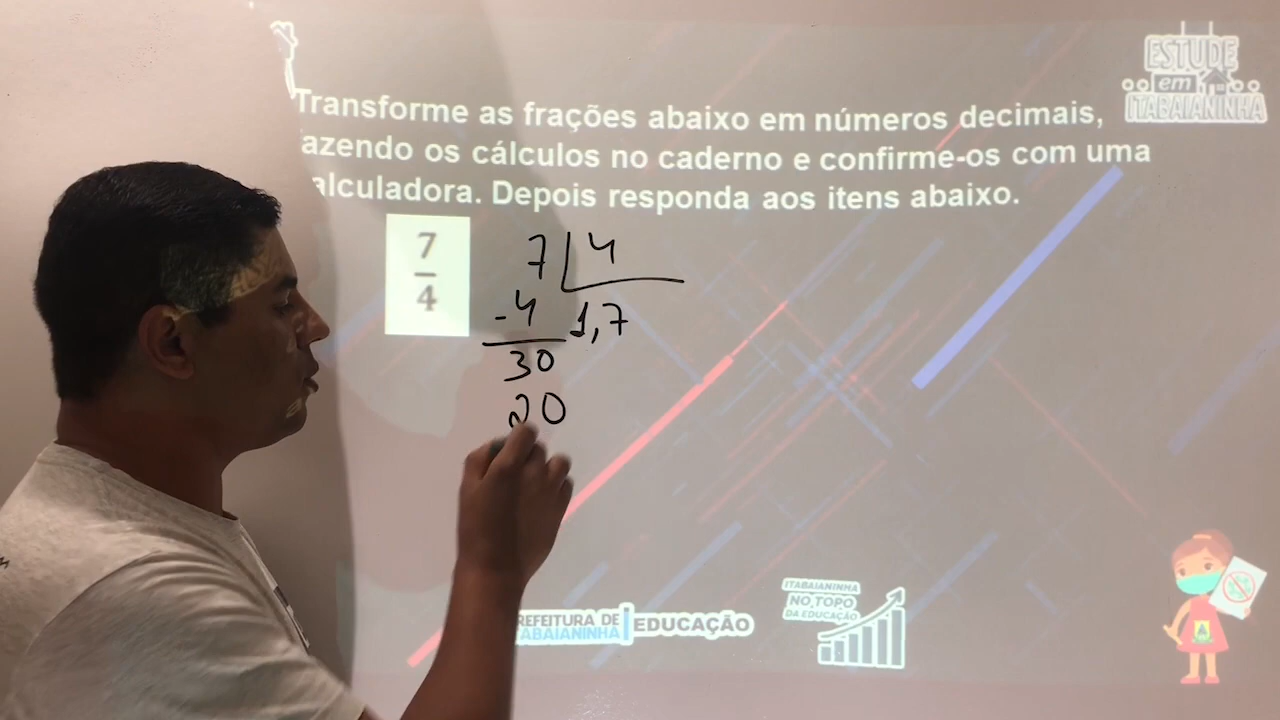 ESTUDE
em
ITABAIANINHA
Transforme as frações abaixo em números decimais,
azendo os cálculos no caderno e confirme-os com uma
alculadora. Depois responda aos itens abaixo.
7
4
7 4
-4 1,7
30
20
ITABAIANINHA
NO TOPO
DA EDUCAÇÃO
REFEITURA DE
TABAIANINHA
EDUCAÇÃO